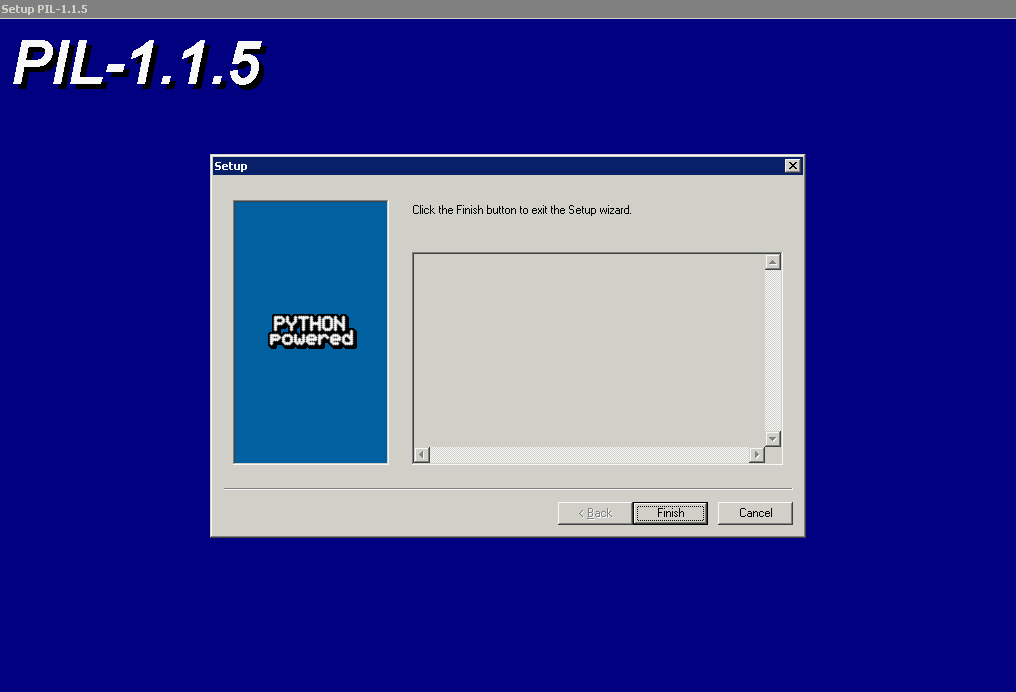 Setup PIL-1.1.5
PIL-1.1.5
Setup
Click the Finish button to exit the Setup wizard.
PYTHON
powered
< Back
Finish
Cancel